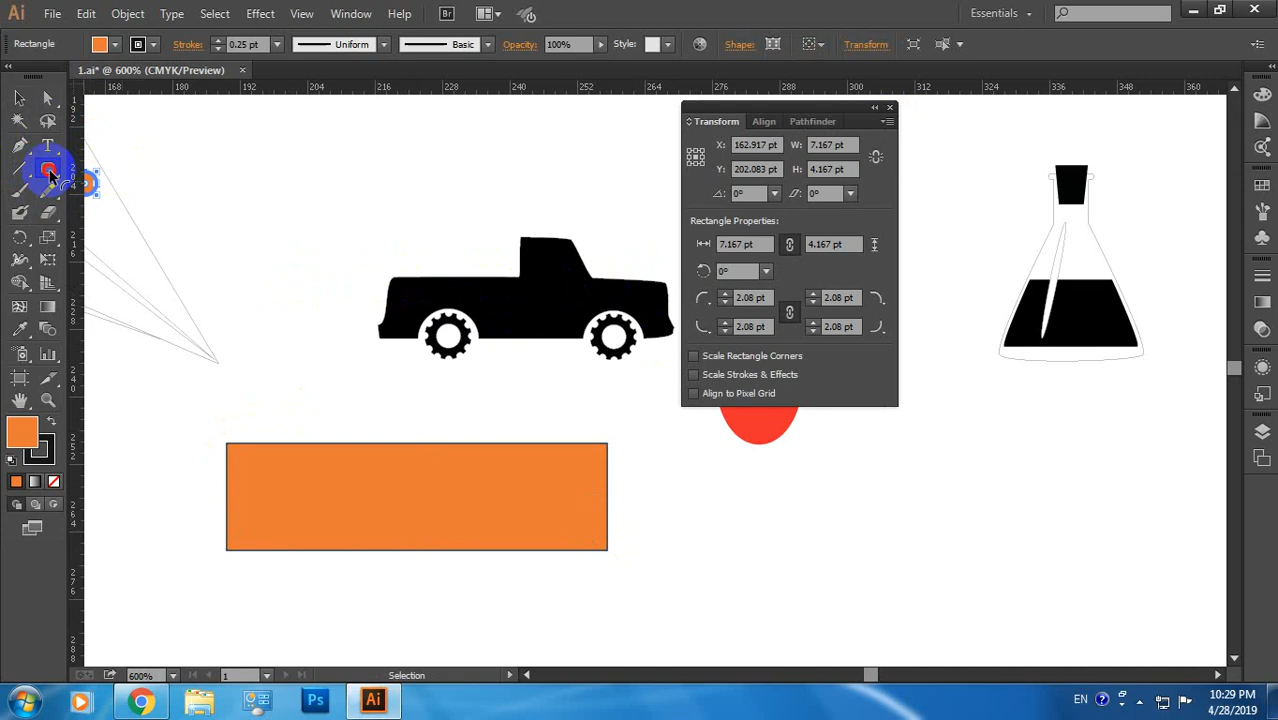 Ai File Edit Object Type Select Effect View Window Help Br Essentials
Rectangle Stroke: 0.25 pt Uniform Basic Opacity: 100% Style: Shape: Transform
1.ai* @ 600% (CMYK/Preview)
168 180 192 204 216 228 240 252 264 276 288 300 312 324 336 348 360
Transform Align Pathfinder
X: 162.917 pt W: 7.167 pt
Y: 202.083 pt H: 4.167 pt
0° 0°
Rectangle Properties:
7.167 pt 4.167 pt
0°
2.08 pt 2.08 pt
2.08 pt 2.08 pt
Scale Rectangle Corners
Scale Strokes & Effects
Align to Pixel Grid
600% 1 Selection
Ps Ai EN 10:29 PM
4/28/2019